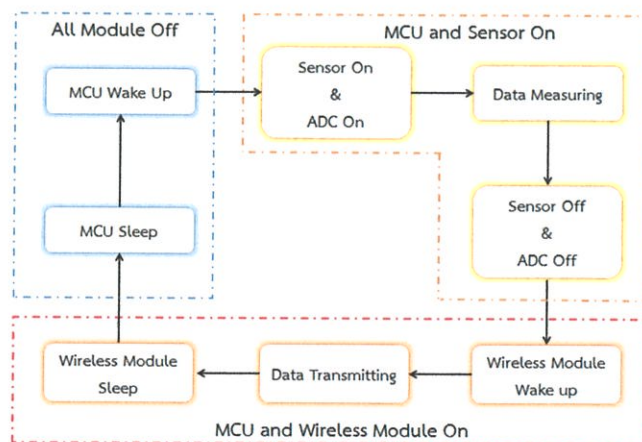 All Module Off
MCU and Sensor On
MCU Wake Up
Sensor On
&
ADC On
Data Measuring
MCU Sleep
Sensor Off
&
ADC Off
Wireless Module
Sleep
Data Transmitting
Wireless Module
Wake up
MCU and Wireless Module On